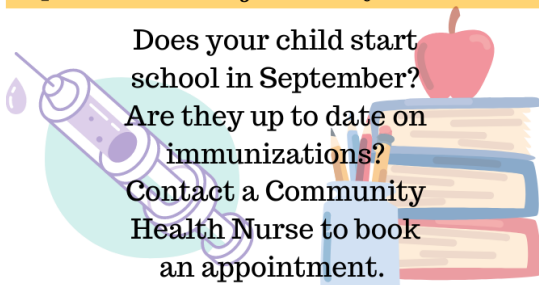 Does your child start
school in September?
Are they up to date on
immunizations?
Contact a Community
Health Nurse to book
an appointment.